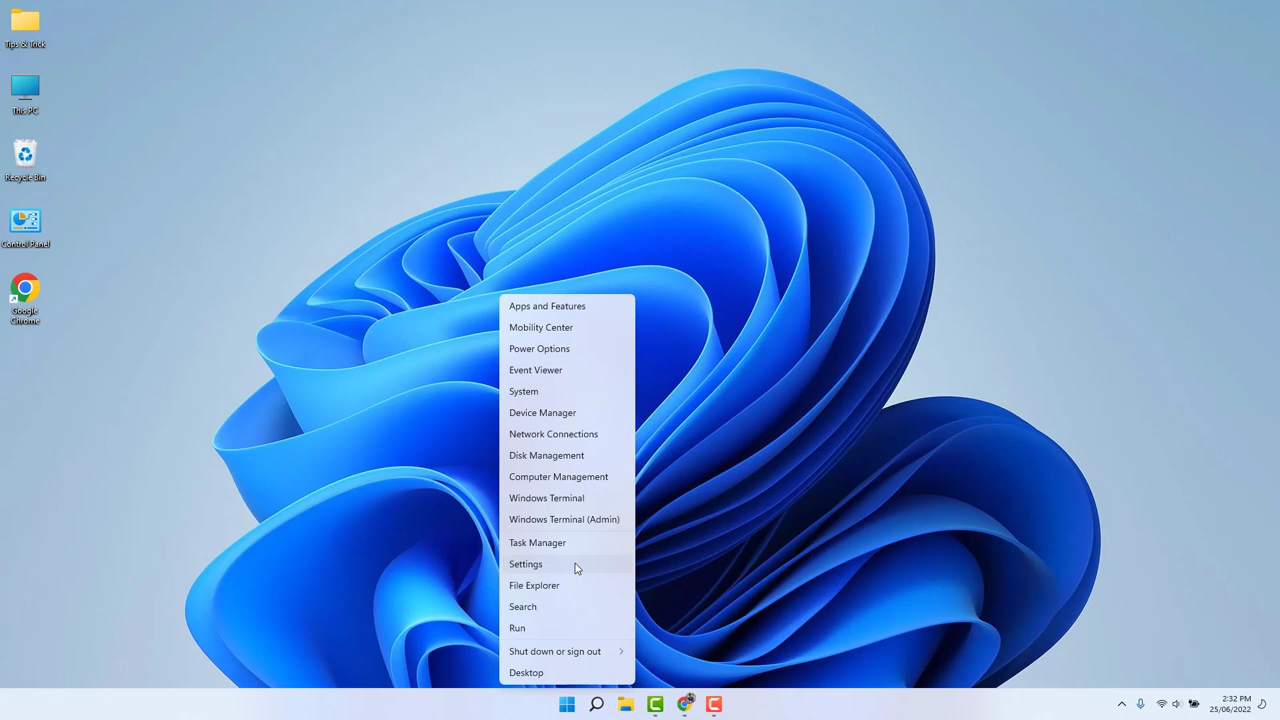 Tips & Trick
This PC
Recycle Bin
Control Panel
Google
Chrome
Apps and Features
Mobility Center
Power Options
Event Viewer
System
Device Manager
Network Connections
Disk Management
Computer Management
Windows Terminal
Windows Terminal (Admin)
Task Manager
Settings
File Explorer
Search
Run
Shut down or sign out
Desktop
2:32 PM
25/06/2022